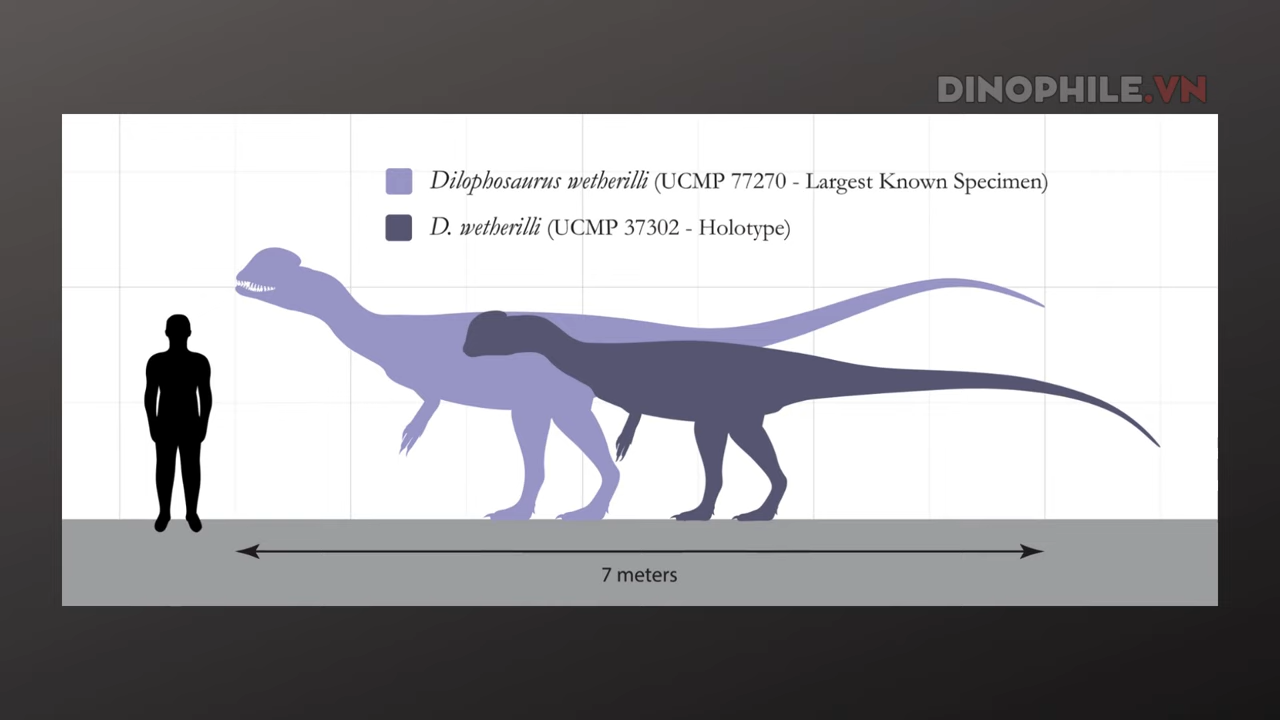 DINOPHILE.VN
Dilophosaurus wetherilli (UCMP 77270 - Largest Known Specimen)
D. wetherilli (UCMP 37302 - Holotype)
7 meters